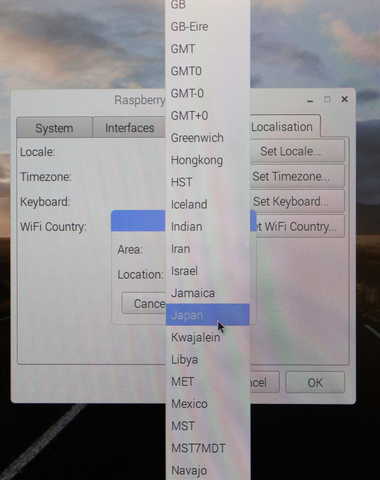 GB
GB-Eire
GMT
GMT0
GMT-0
GMT+0
Greenwich
Hongkong
HST
Iceland
Indian
Iran
Israel
Jamaica
Japan
Kwajalein
Libya
MET
Mexico
MST
MST7MDT
Navajo
Raspberry
System
Interfaces
Localisation
Locale:
Set Locale...
Timezone:
Set Timezone...
Keyboard:
Set Keyboard...
WiFi Country:
et WiFi Country...
Area:
Location:
Cance
cel
OK